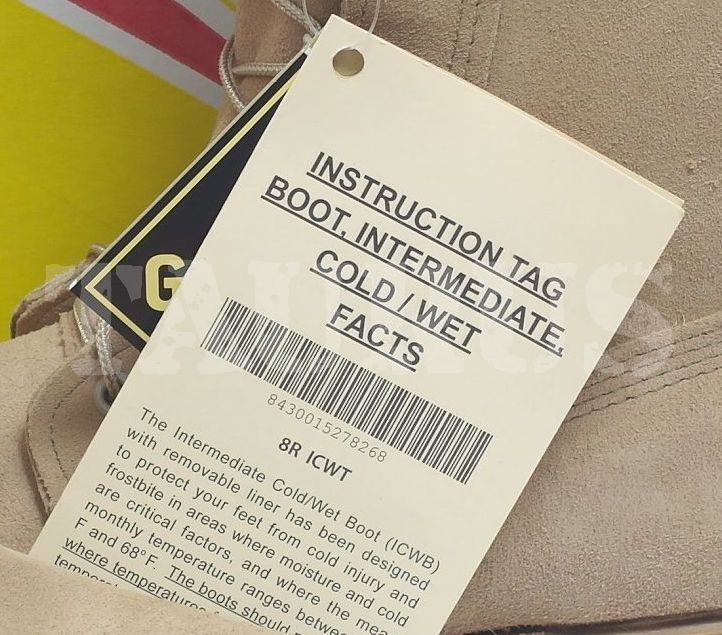 INSTRUCTION TAG
BOOT, INTERMEDIATE,
COLD / WET
FACTS
8430015278268
8R ICWT
The Intermediate Cold/Wet Boot (ICWB)
with removable liner has been designed
to protect your feet from cold injury and
frostbite in areas where moisture and cold
are critical factors, and where the mea
monthly temperature ranges between
F and 68°F. The boots should
where temperatures
G